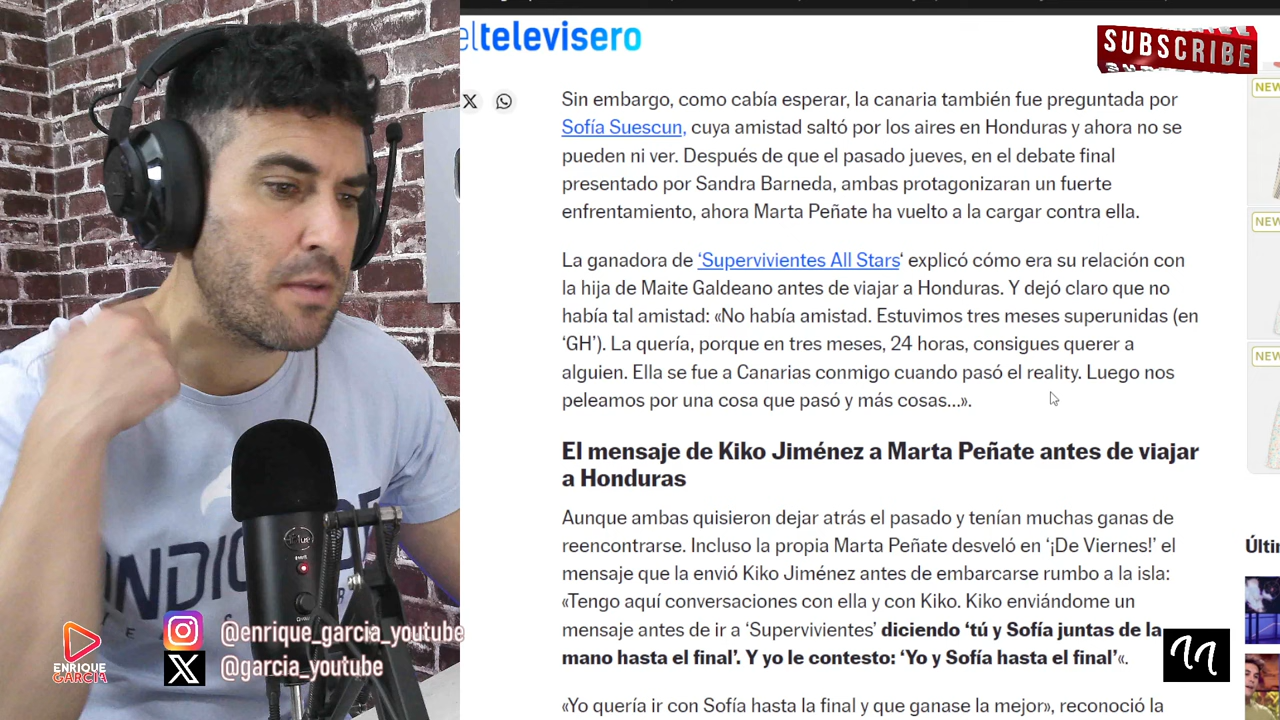 eltelevisero
SUBSCRIBE
Sin embargo, como cabía esperar, la canaria también fue preguntada por
Sofía Suescun, cuya amistad saltó por los aires en Honduras y ahora no se
pueden ni ver. Después de que el pasado jueves, en el debate final
presentado por Sandra Barneda, ambas protagonizaran un fuerte
enfrentamiento, ahora Marta Peñate ha vuelto a la cargar contra ella.
La ganadora de ‘Supervivientes All Stars‘ explicó cómo era su relación con
la hija de Maite Galdeano antes de viajar a Honduras. Y dejó claro que no
había tal amistad: «No había amistad. Estuvimos tres meses superunidas (en
‘GH’). La quería, porque en tres meses, 24 horas, consigues querer a
alguien. Ella se fue a Canarias conmigo cuando pasó el reality. Luego nos
peleamos por una cosa que pasó y más cosas…».
El mensaje de Kiko Jiménez a Marta Peñate antes de viajar
a Honduras
Aunque ambas quisieron dejar atrás el pasado y tenían muchas ganas de
reencontrarse. Incluso la propia Marta Peñate desveló en ‘¡De Viernes!’ el
mensaje que la envió Kiko Jiménez antes de embarcarse rumbo a la isla:
«Tengo aquí conversaciones con ella y con Kiko. Kiko enviándome un
mensaje antes de ir a ‘Supervivientes’ diciendo ‘tú y Sofía juntas de la
mano hasta el final’. Y yo le contesto: ‘Yo y Sofía hasta el final’«.
«Yo quería ir con Sofía hasta la final y que ganase la mejor», reconoció la
NEW
NEW
NEW
Últi
ENRIQUE
GARCIA
@enrique_garcia_youtube
@garcia_youtube